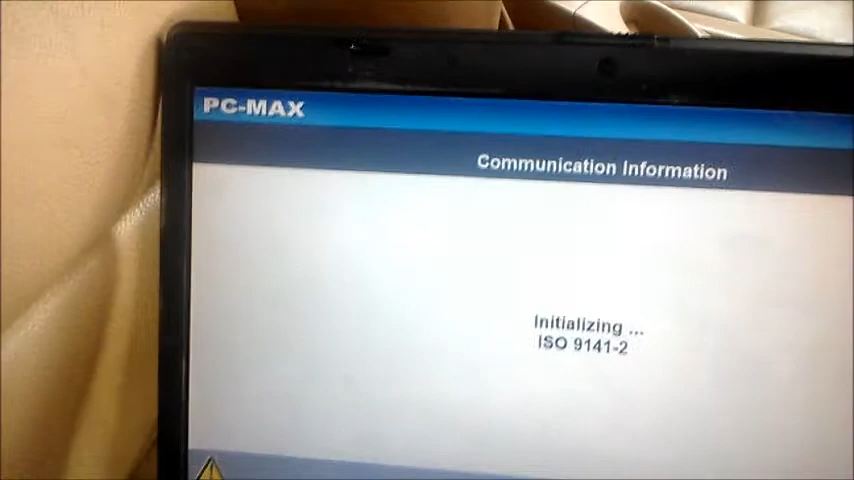 PC-MAX
Communication Information
Initializing ...
ISO 9141-2